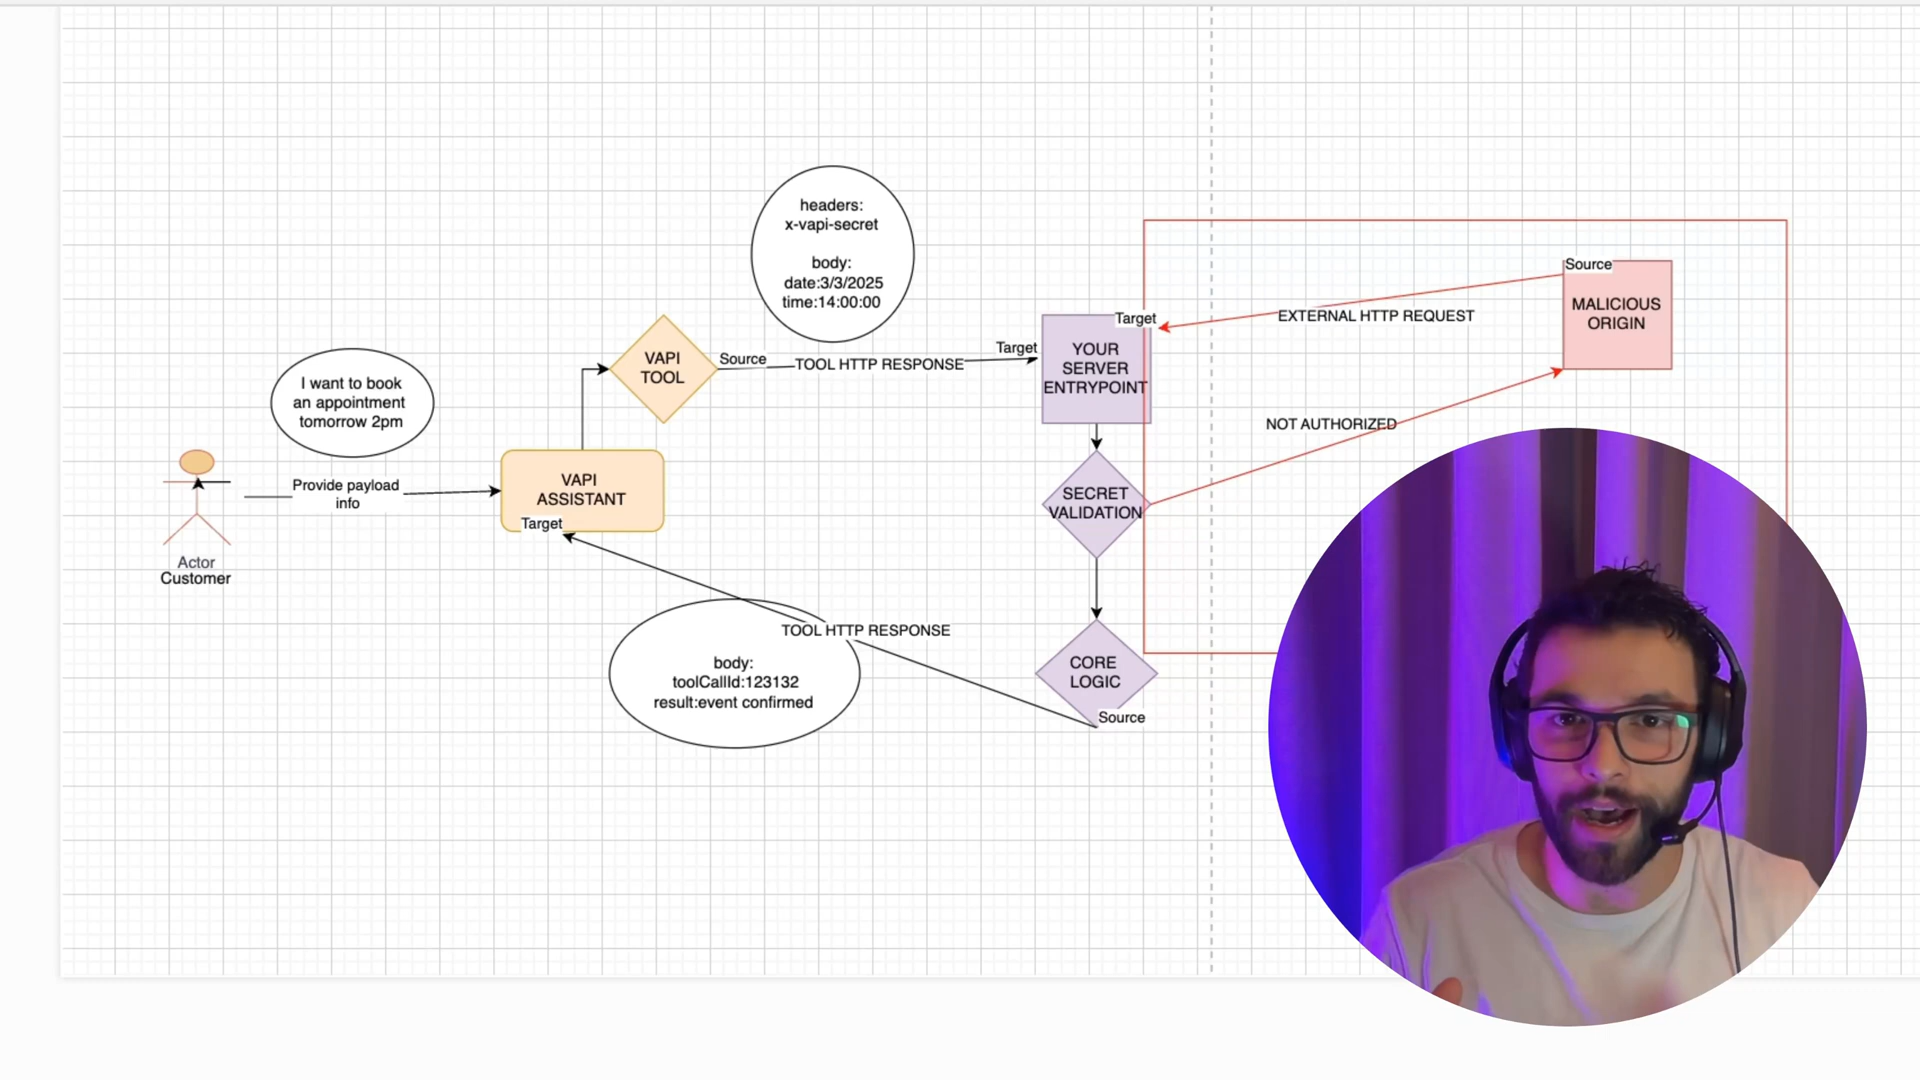 headers:
x-vapi-secret
body:
date:3/3/2025
time:14:00:00
Source
MALICIOUS
ORIGIN
EXTERNAL HTTP REQUEST
Target
YOUR
SERVER
ENTRYPOINT
Target
TOOL HTTP RESPONSE
Source
VAPI
TOOL
I want to book
an appointment
tomorrow 2pm
NOT AUTHORIZED
Provide payload
info
VAPI
ASSISTANT
Target
SECRET
VALIDATION
Actor
Customer
TOOL HTTP RESPONSE
body:
toolCallId:123132
result:event confirmed
CORE
LOGIC
Source